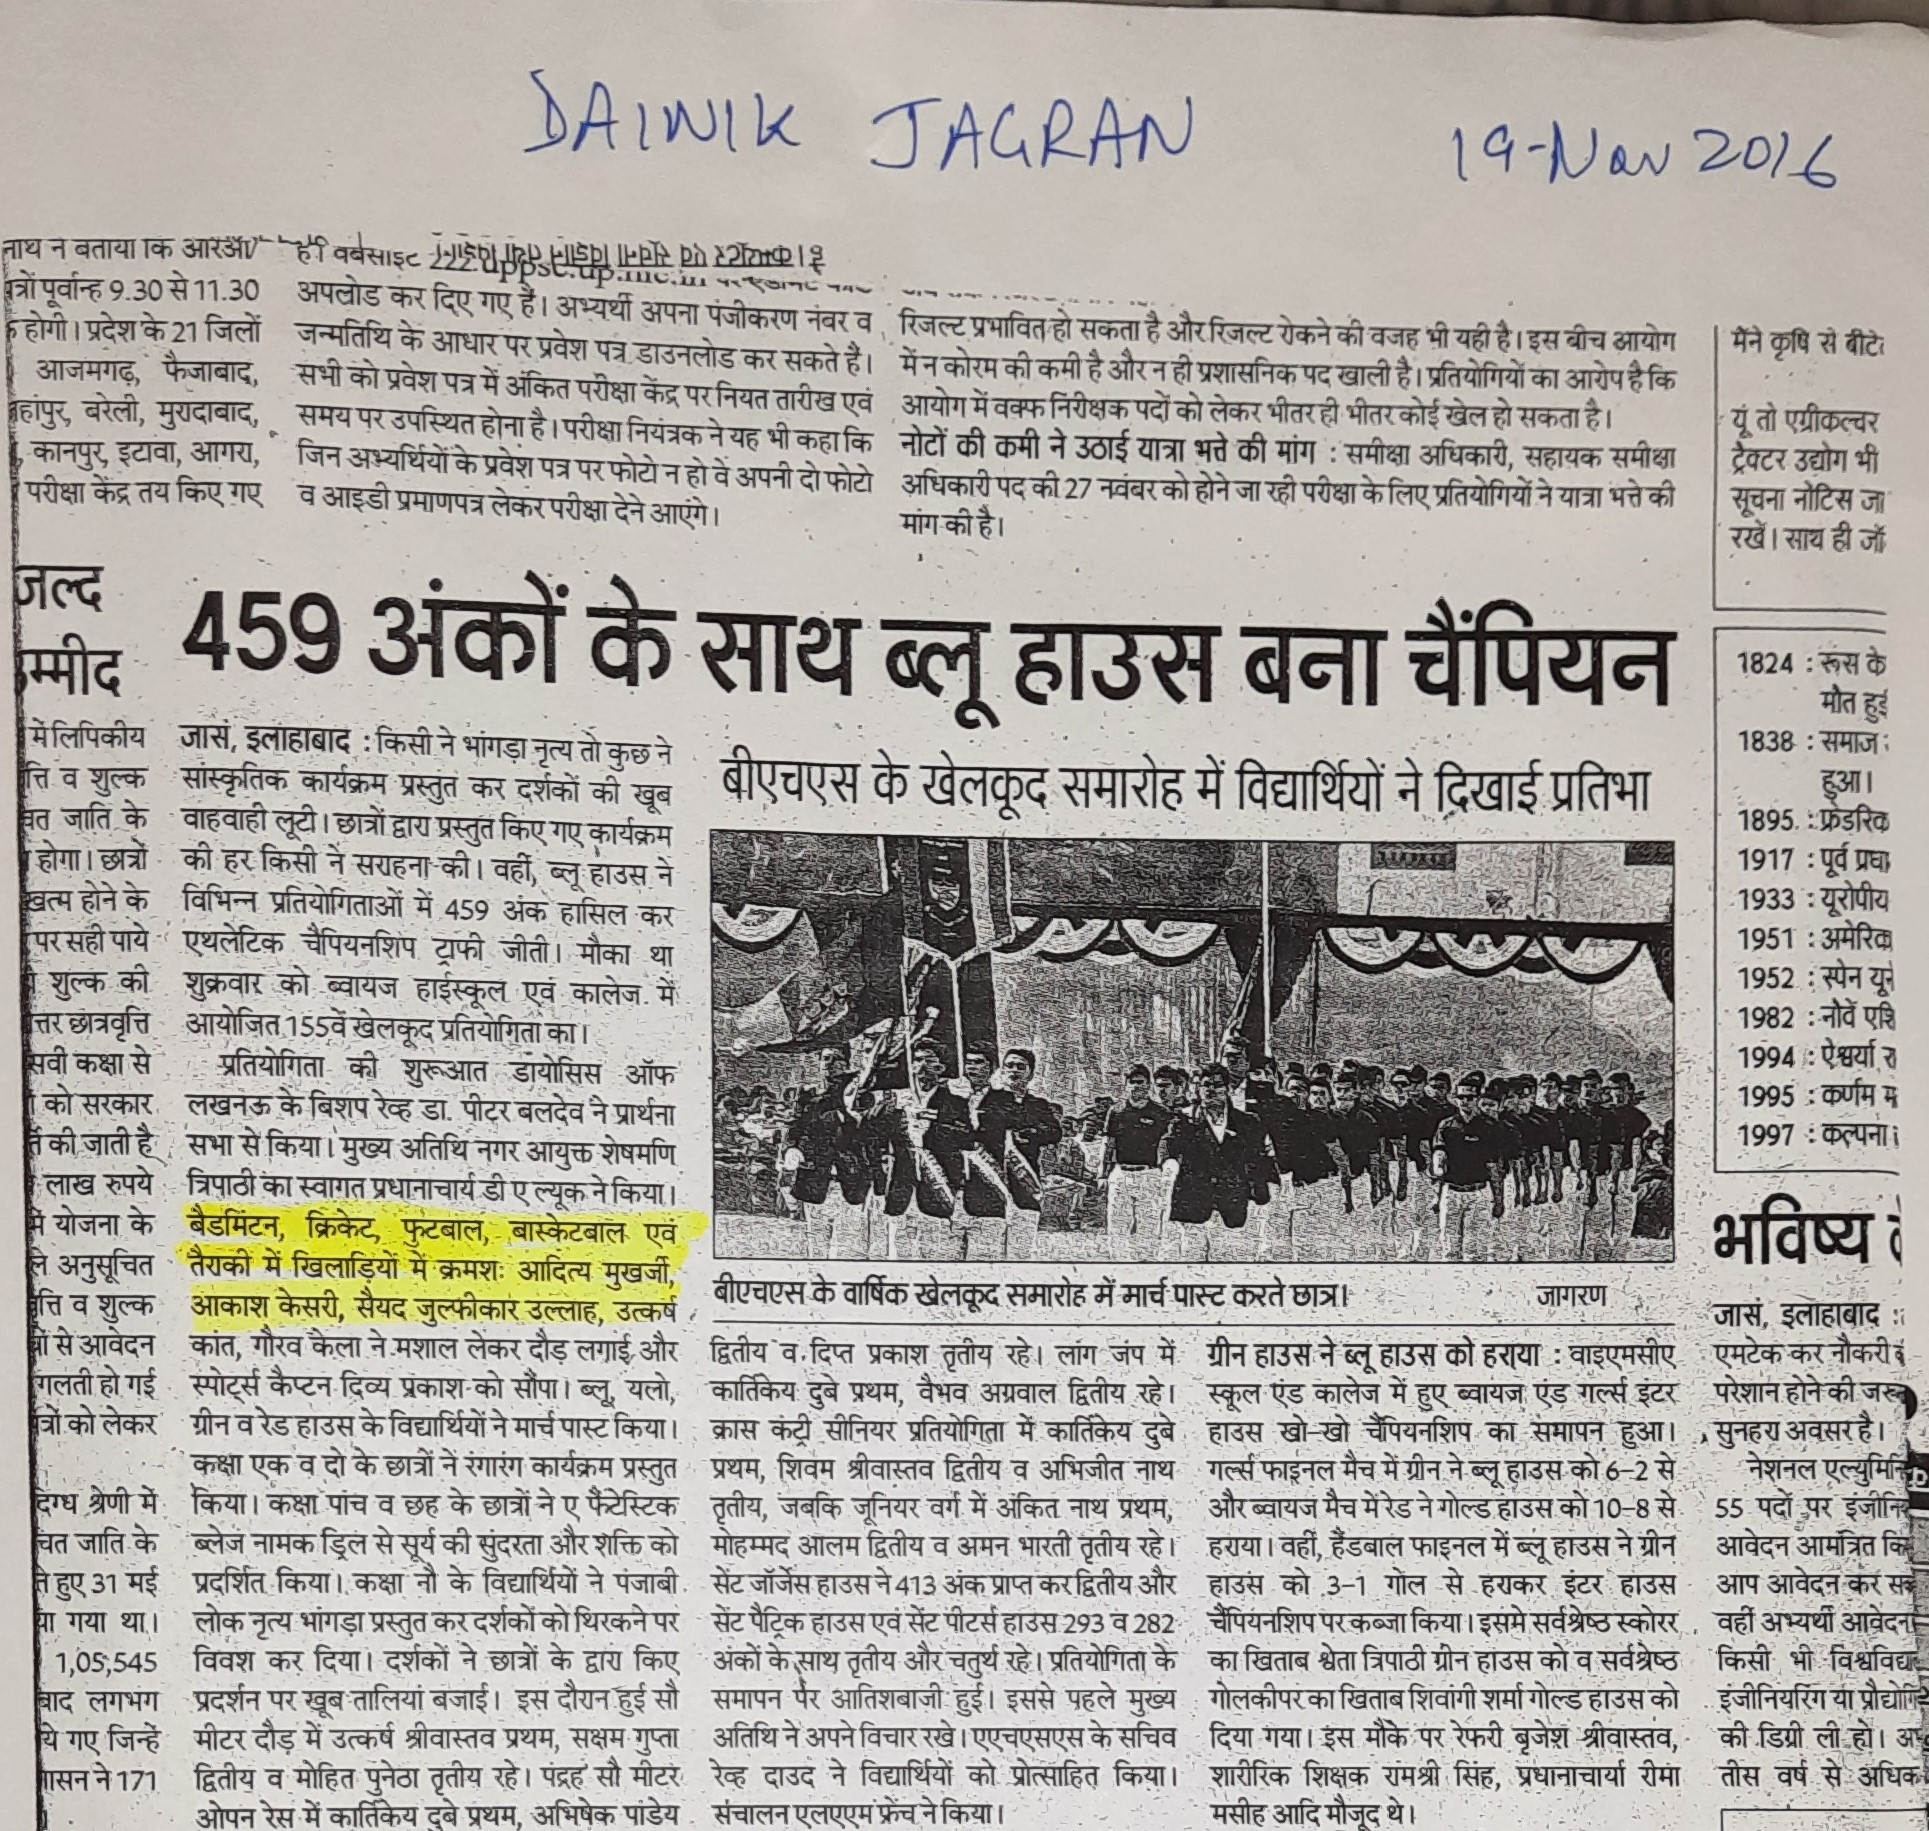 DAINIK JAGRAN
19-Nov 2016
नाथ न बताया कि
त्रों पूर्वान्ह 9.30 से 11.30
होगी। प्रदेश के 21 जिलों
आजमगढ़, फैजाबाद,
बरेली, मुरादाबाद,
कानपुर, इटावा, आगरा,
परीक्षा केंद्र तय किए गए
वेबसाइट
अपलोड कर दिए गए हैं। अभ्यर्थी अपना पंजीकरण नंबर व
जन्मतिथि के आधार पर प्रवेश पत्र डाउनलोड कर सकते हैं।
सभी को प्रवेश पत्र में अंकित परीक्षा केंद्र पर नियत तारीख एवं
समय पर उपस्थित होना है। परीक्षा नियंत्रक ने यह भी कहा कि
जिन अभ्यर्थियों के प्रवेश पत्र पर फोटो न हो वे अपनी दो फोटो
व आइडी प्रमाणपत्र लेकर परीक्षा देने आएंगे।
रिजल्ट प्रभावित हो सकता है और रिजल्ट रोकने की वजह भी यही है। इस बीच आयोग
में न कोरम की कमी है और न ही प्रशासनिक पद खाली है। प्रतियोगियों का आरोप है कि
आयोग में वक्फ निरीक्षक पदों को लेकर भीतर ही भीतर कोई खेल हो सकता है।
नोटों की कमी ने उठाई यात्रा भत्ते की मांग : समीक्षा अधिकारी, सहायक समीक्षा
अधिकारी पद की 27 नवंबर को होने जा रही परीक्षा के लिए प्रतियोगियों ने यात्रा भत्ते की
मांग की है।
मैंने कृषि से बीटे
यूं तो एग्रीकल्चर
ट्रैक्टर उद्योग भी
सूचना नोटिस जा
रखें। साथ ही जॉ
जल्द
म्मीद
में लिपिकीय
त्ति व शुल्क
जाति के
होगा। छात्रों
खत्म होने के
पर सही पाये
शुल्क की
त्तर छात्रवृत्ति
सवीं कक्षा से
को सरकार
की जाती है
लाख रुपये
योजना के
अनुसूचित
त्ति व शुल्क
से आवेदन
गलती हो गई
को लेकर
दिग्ध श्रेणी में
जाति के
हुए 31 मई
या गया था।
1,05,545
बाद लगभग
ये गए जिन्हें
ासन ने 171
459 अंकों के साथ ब्लू हाउस बना चैंपियन
जासं, इलाहाबाद : किसी ने भांगड़ा नृत्य तो कुछ ने
सांस्कृतिक कार्यक्रम प्रस्तुत कर दर्शकों की खूब
वाहवाही लूटी। छात्रों द्वारा प्रस्तुत किए गए कार्यक्रम
की हर किसी ने सराहना की। वहीं, ब्लू हाउस ने
विभिन्न प्रतियोगिताओं में 459 अंक हासिल कर
एथलेटिक चैंपियनशिप ट्राफी जीती। मौका था
शुक्रवार को ब्वायज हाईस्कूल एवं कालेज में
आयोजित 155वें खेलकूद प्रतियोगिता का।
प्रतियोगिता की शुरूआत डायोसिस ऑफ
लखनऊ के बिशप रेव्ह डा. पीटर बलदेव ने प्रार्थना
सभा से किया। मुख्य अतिथि नगर आयुक्त शेषमणि
त्रिपाठी का स्वागत प्रधानाचार्य डी ए ल्यूक ने किया।
बैडमिंटन, क्रिकेट, फुटबाल, बास्केटबाल एवं
तैराकी में खिलाड़ियों में क्रमशः आदित्य मुखर्जी,
आकाश केसरी, सैयद जुल्फीकार उल्लाह, उत्कर्ष
कांत, गौरव कैला ने मशाल लेकर दौड़ लगाई और
स्पोर्ट्स कैप्टन दिव्य प्रकाश को सौंपा। ब्लू, यलो,
ग्रीन व रेड हाउस के विद्यार्थियों ने मार्च पास्ट किया।
कक्षा एक व दो के छात्रों ने रंगारंग कार्यक्रम प्रस्तुत
किया। कक्षा पांच व छह के छात्रों ने ए फैंटेस्टिक
ब्लेज नामक ड्रिल से सूर्य की सुंदरता और शक्ति को
प्रदर्शित किया। कक्षा नौ के विद्यार्थियों ने पंजाबी
लोक नृत्य भांगड़ा प्रस्तुत कर दर्शकों को थिरकने पर
विवश कर दिया। दर्शकों ने छात्रों के द्वारा किए
प्रदर्शन पर खूब तालियां बजाई। इस दौरान हुई सौ
मीटर दौड़ में उत्कर्ष श्रीवास्तव प्रथम, सक्षम गुप्ता
द्वितीय व मोहित पुनेठा तृतीय रहे। पंद्रह सौ मीटर
ओपन रेस में कार्तिकेय दुबे प्रथम, अभिषेक पांडेय
बीएचएस के खेलकूद समारोह में विद्यार्थियों ने दिखाई प्रतिभा
बीएचएस के वार्षिक खेलकूद समारोह में मार्च पास्ट करते छात्र।
जागरण
द्वितीय व दिप्त प्रकाश तृतीय रहे। लांग जंप में
कार्तिकेय दुबे प्रथम, वैभव अग्रवाल द्वितीय रहे।
क्रास कंट्री सीनियर प्रतियोगिता में कार्तिकेय दुबे
प्रथम, शिवम श्रीवास्तव द्वितीय व अभिजीत नाथ
तृतीय, जबकि जूनियर वर्ग में अंकित नाथ प्रथम,
मोहम्मद आलम द्वितीय व अमन भारती तृतीय रहे।
सेंट जॉर्जेस हाउस ने 413 अंक प्राप्त कर द्वितीय और
सेंट पैट्रिक हाउस एवं सेंट पीटर्स हाउस 293 व 282
अंकों के साथ तृतीय और चतुर्थ रहे। प्रतियोगिता के
समापन पर आतिशबाजी हुई। इससे पहले मुख्य
अतिथि ने अपने विचार रखे। एएचएसएस के सचिव
रेव्ह दाउद ने विद्यार्थियों को प्रोत्साहित किया।
संचालन एलएएम फ्रेंच ने किया।
ग्रीन हाउस ने ब्लू हाउस को हराया : वाइएमसीए
स्कूल एंड कालेज में हुए ब्वायज एंड गर्ल्स इंटर
हाउस खो-खो चैंपियनशिप का समापन हुआ।
गर्ल्स फाइनल मैच में ग्रीन ने ब्लू हाउस को 6-2 से
और ब्वायज मैच में रेड ने गोल्ड हाउस को 10-8 से
हराया। वहीं, हैंडबाल फाइनल में ब्लू हाउस ने ग्रीन
हाउस को 3-1 गोल से हराकर इंटर हाउस
चैंपियनशिप पर कब्जा किया। इसमे सर्वश्रेष्ठ स्कोरर
का खिताब श्वेता त्रिपाठी ग्रीन हाउस को व सर्वश्रेष्ठ
गोलकीपर का खिताब शिवांगी शर्मा गोल्ड हाउस को
दिया गया। इस मौके पर रेफरी बृजेश श्रीवास्तव,
शारीरिक शिक्षक रामश्री सिंह, प्रधानाचार्या रीमा
मसीह आदि मौजूद थे।
1824 : रूस के
मौत हुई
1838 : समाज
हुआ।
1895 : फ्रेडरिक
1917 : पूर्व प्रधा
1933 : यूरोपीय
1951 : अमेरिक
1952 : स्पेन यूने
1982 : नौवें एशि
1994 : ऐश्वर्या रा
1995 : कर्णम म
1997 : कल्पना
भविष्य
जासं, इलाहाबाद :
एमटेक कर नौकरी
परेशान होने की जरू
सुनहरा अवसर है।
नेशनल एल्युमिनि
55 पदों पर इंजीनि
आवेदन आमंत्रित कि
आप आवेदन कर सक
वहीं अभ्यर्थी आवेदन
किसी भी विश्वविद्या
इंजीनियरिंग या प्रौद्योगि
की डिग्री ली हो।
तीस वर्ष से अधिक